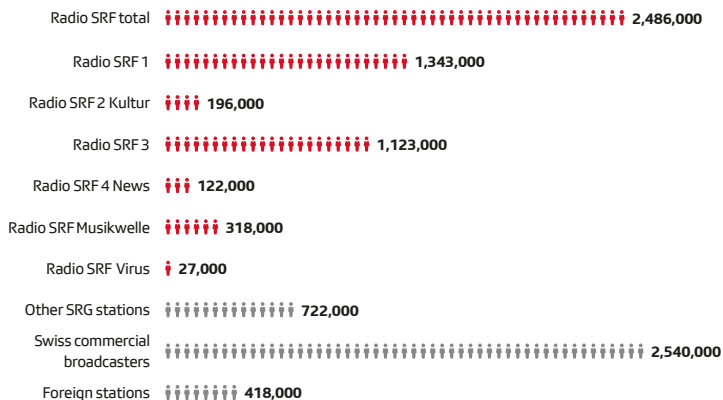 Radio SRF total 2,486,000
Radio SRF 1 1,343,000
Radio SRF 2 Kultur 196,000
Radio SRF 3 1,123,000
Radio SRF 4 News 122,000
Radio SRF Musikwelle 318,000
Radio SRF Virus 27,000
Other SRG stations 722,000
Swiss commercial
broadcasters 2,540,000
Foreign stations 418,000